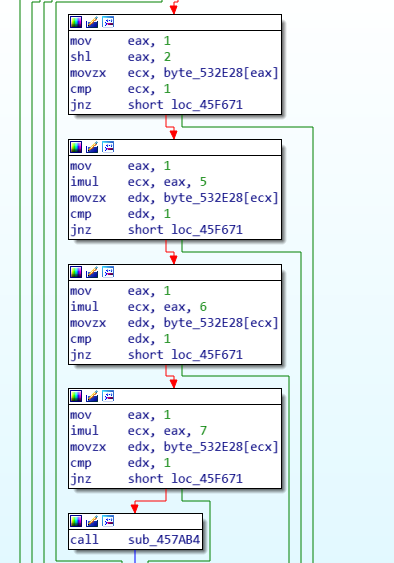 mov eax, 1
shl eax, 2
movzx ecx, byte_532E28[eax]
cmp ecx, 1
jnz short loc_45F671
mov eax, 1
imul ecx, eax, 5
movzx edx, byte_532E28[ecx]
cmp edx, 1
jnz short loc_45F671
mov eax, 1
imul ecx, eax, 6
movzx edx, byte_532E28[ecx]
cmp edx, 1
jnz short loc_45F671
mov eax, 1
imul ecx, eax, 7
movzx edx, byte_532E28[ecx]
cmp edx, 1
jnz short loc_45F671
call sub_457AB4